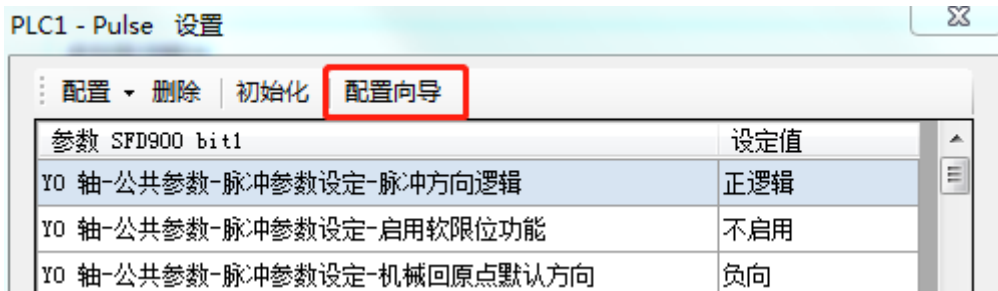 PLC1 - Pulse 设置
配置 删除 初始化 配置向导
参数 SFD900 bit1 设定值
Y0 轴-公共参数-脉冲参数设定-脉冲方向逻辑 正逻辑
Y0 轴-公共参数-脉冲参数设定-启用软限位功能 不启用
Y0 轴-公共参数-脉冲参数设定-机械回原点默认方向 负向